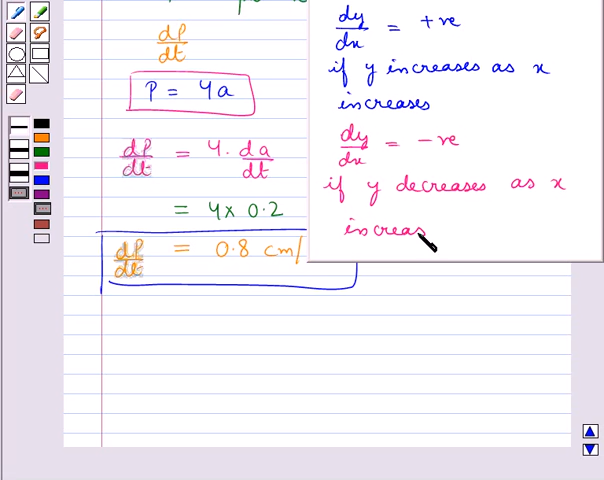 dP/dt
P = 4a
dP/dt = 4. da/dt
= 4 x 0.2
dP/dt = 0.8 cm/
dy/dx = +ve
if y increases as x
increases
dy/dx = -ve
if y decreases as x
increas